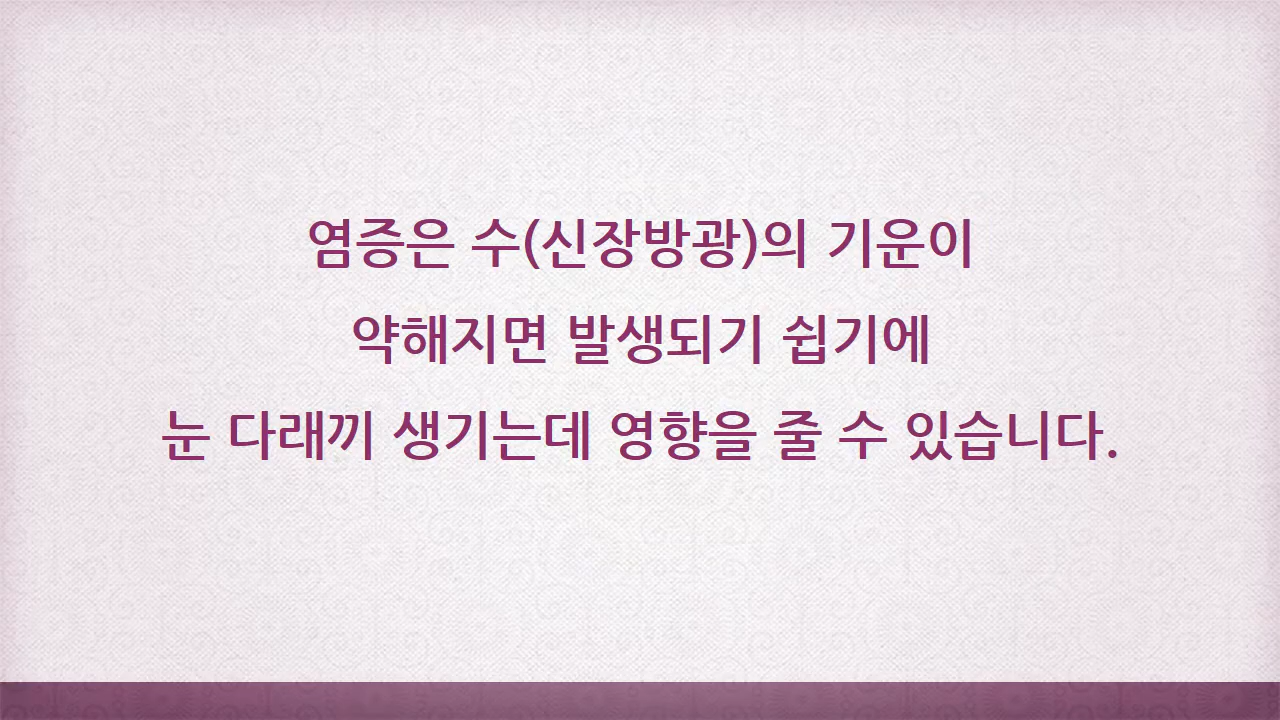 염증은 수(신장방광)의 기운이
약해지면 발생되기 쉽기에
눈 다래끼 생기는데 영향을 줄 수 있습니다.